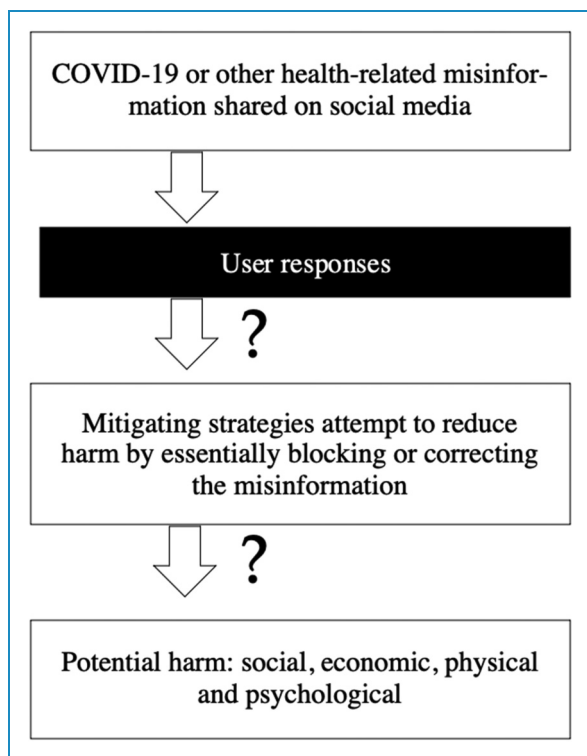 COVID-19 or other health-related misinfor-
mation shared on social media
User responses
?
Mitigating strategies attempt to reduce
harm by essentially blocking or correcting
the misinformation
?
Potential harm: social, economic, physical
and psychological